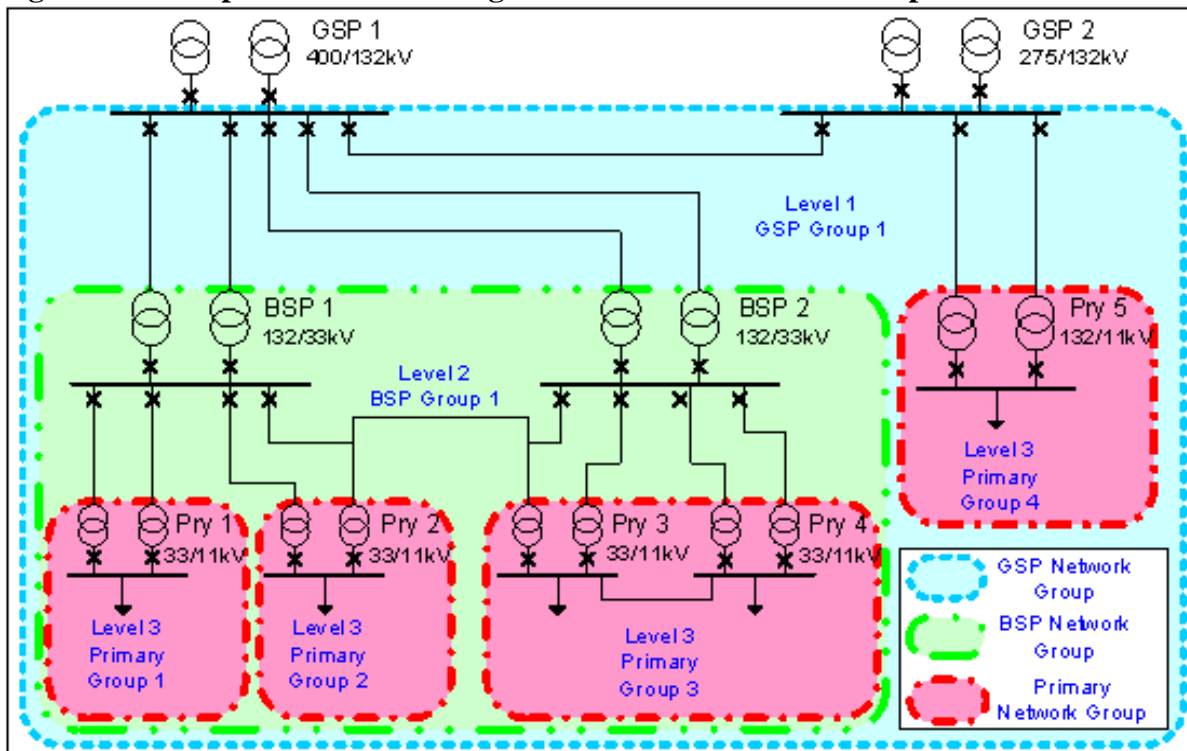 GSP 1
400/132kV
GSP 2
275/132kV
Level 1
GSP Group 1
BSP 1
132/33kV
BSP 2
132/33kV
Pry 5
132/11kV
Level 2
BSP Group 1
Level 3
Primary
Group 4
Pry 1
33/11kV
Pry 2
33/11kV
Pry 3
33/11kV
Pry 4
33/11kV
Level 3
Primary
Group 1
Level 3
Primary
Group 2
Level 3
Primary
Group 3
GSP Network
Group
BSP Network
Group
Primary
Network Group